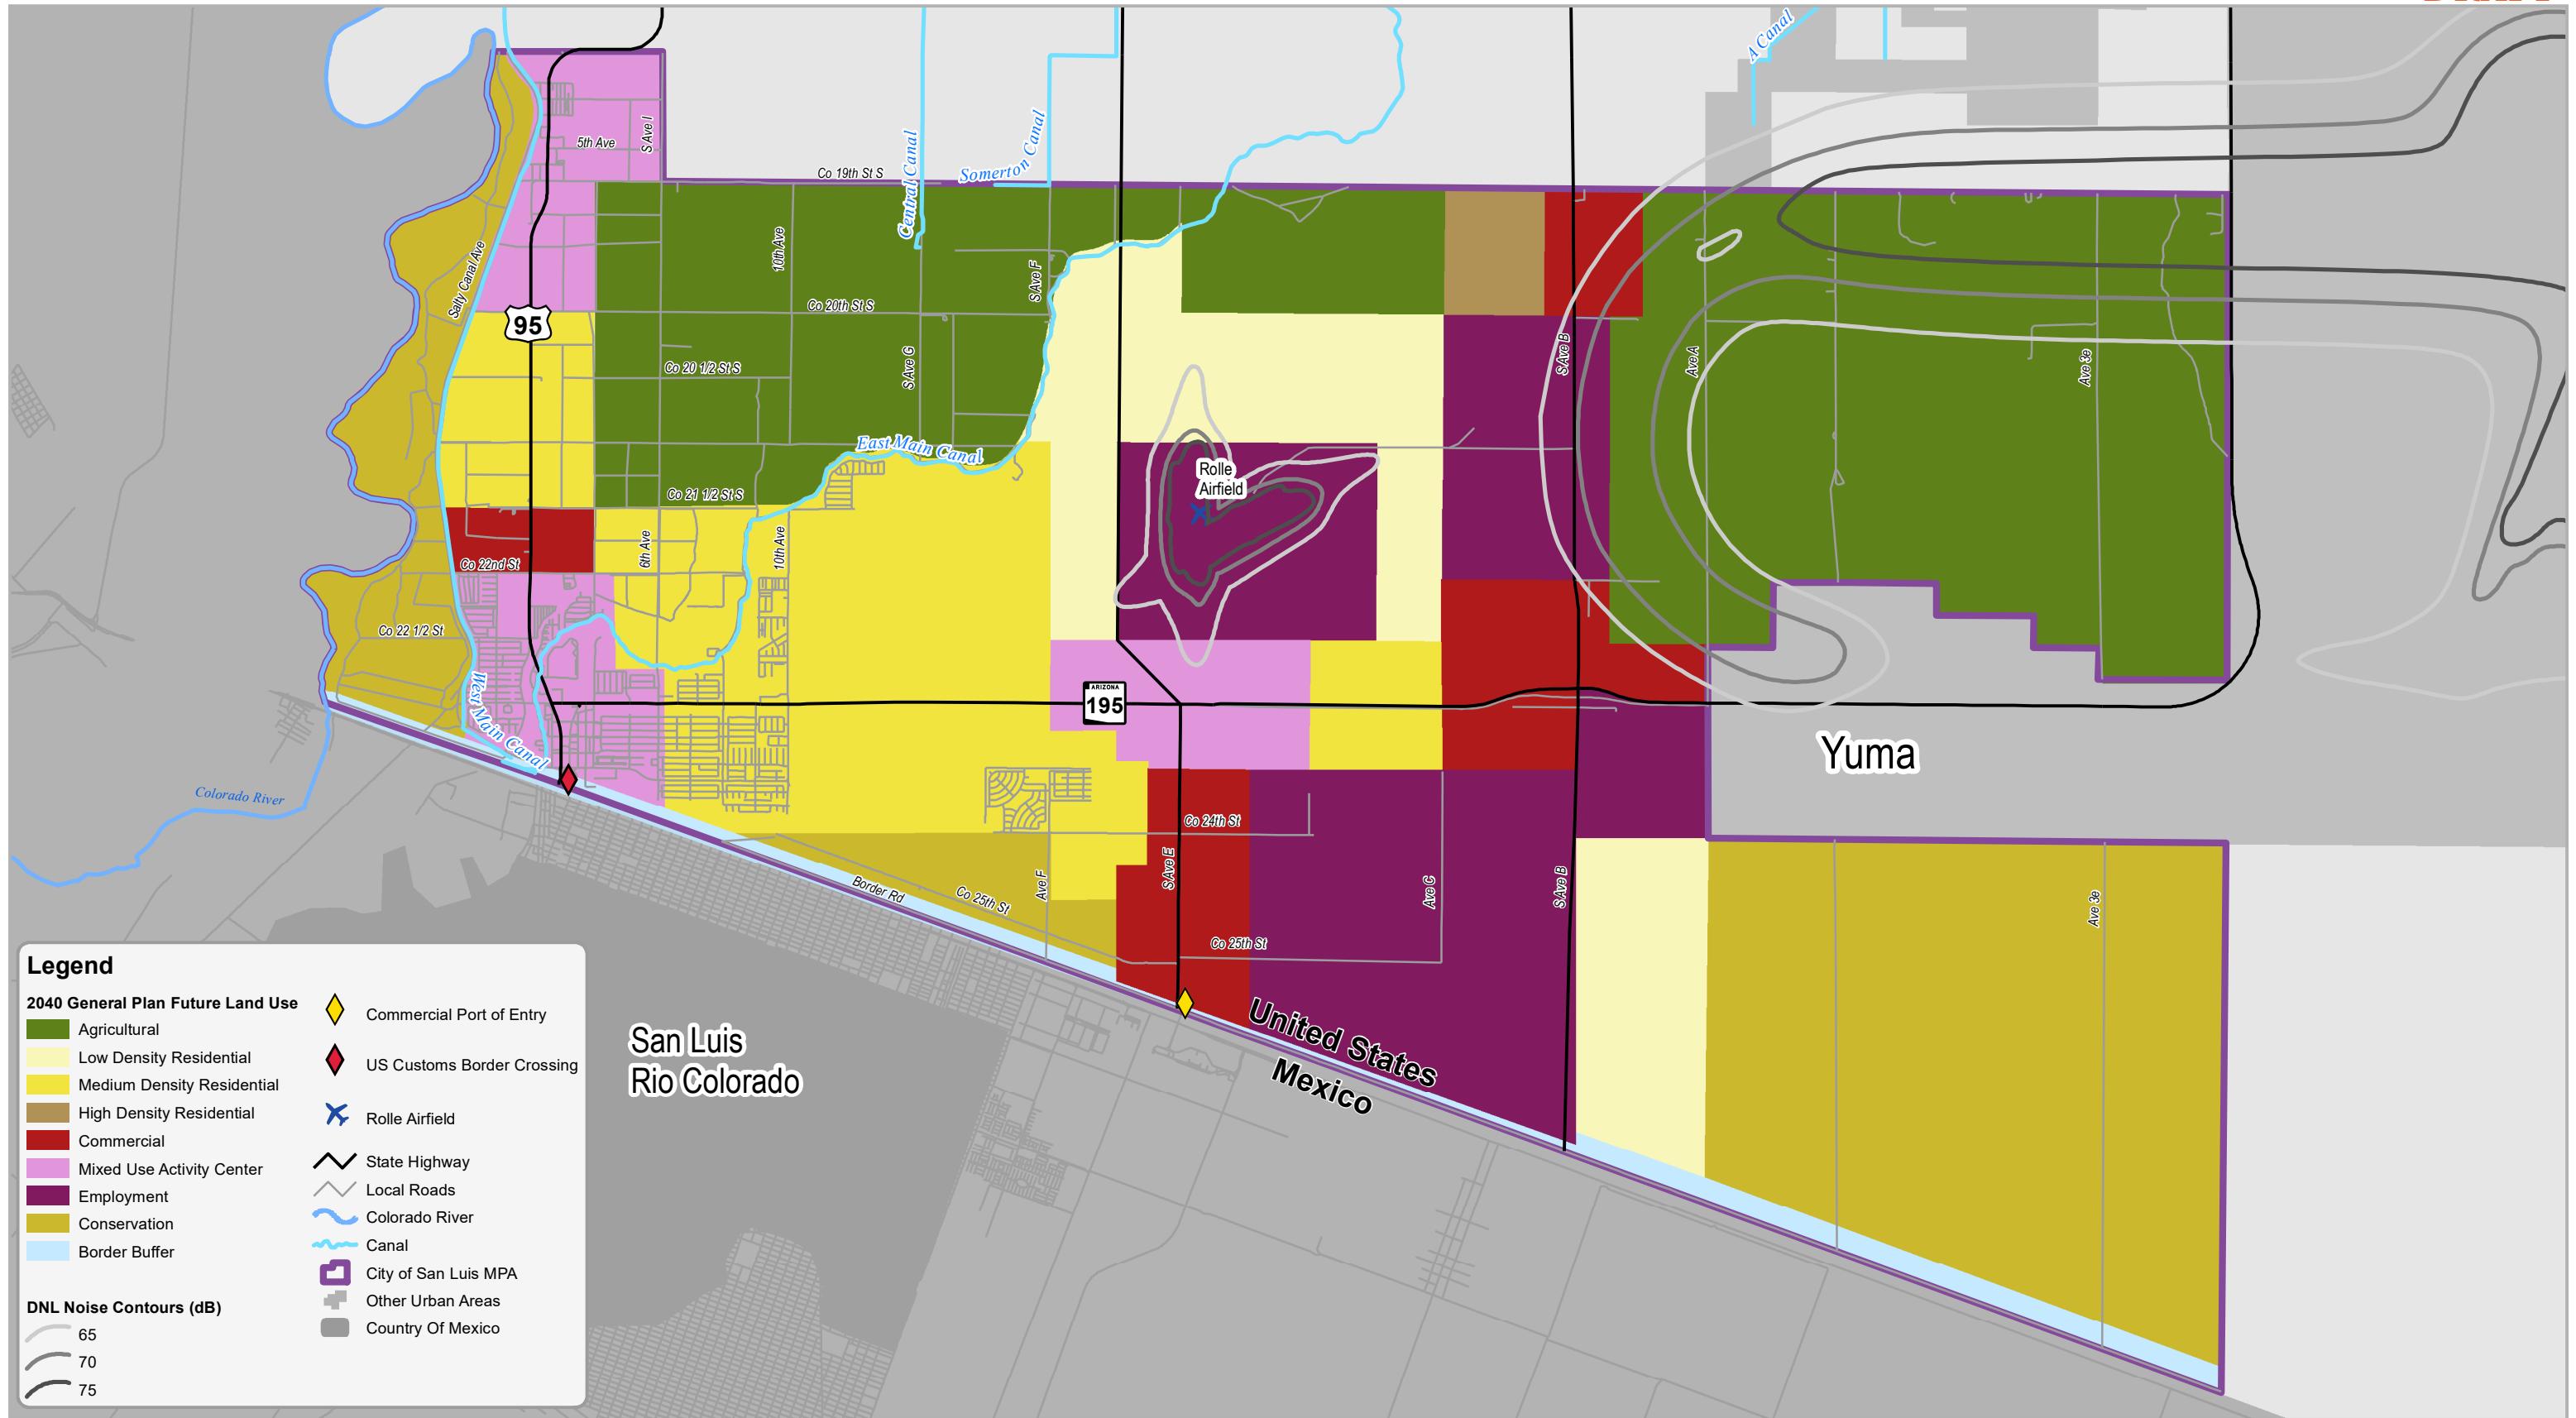 A Canal
5th Ave
S Ave I
Co 19th St S
Central Canal
Somerton Canal
Salty Canal Ave
10th Ave
S Ave F
Co 20th St S
95
Co 20 1/2 St S
S Ave G
S Ave B
Ave A
Ave 3e
East Main Canal
Rolle
Airfield
Co 21 1/2 St S
6th Ave
10th Ave
Co 22nd St
Co 22 1/2 St
West Main Canal
ARIZONA
195
Yuma
Colorado River
Co 24th St
S Ave E
Ave F
Ave C
S Ave B
Ave 3e
Border Rd
Co 25th St
Co 25th St
United States
Mexico
San Luis
Rio Colorado
Legend
2040 General Plan Future Land Use
Agricultural
Low Density Residential
Medium Density Residential
High Density Residential
Commercial
Mixed Use Activity Center
Employment
Conservation
Border Buffer
DNL Noise Contours (dB)
65
70
75
Commercial Port of Entry
US Customs Border Crossing
Rolle Airfield
State Highway
Local Roads
Colorado River
Canal
City of San Luis MPA
Other Urban Areas
Country Of Mexico